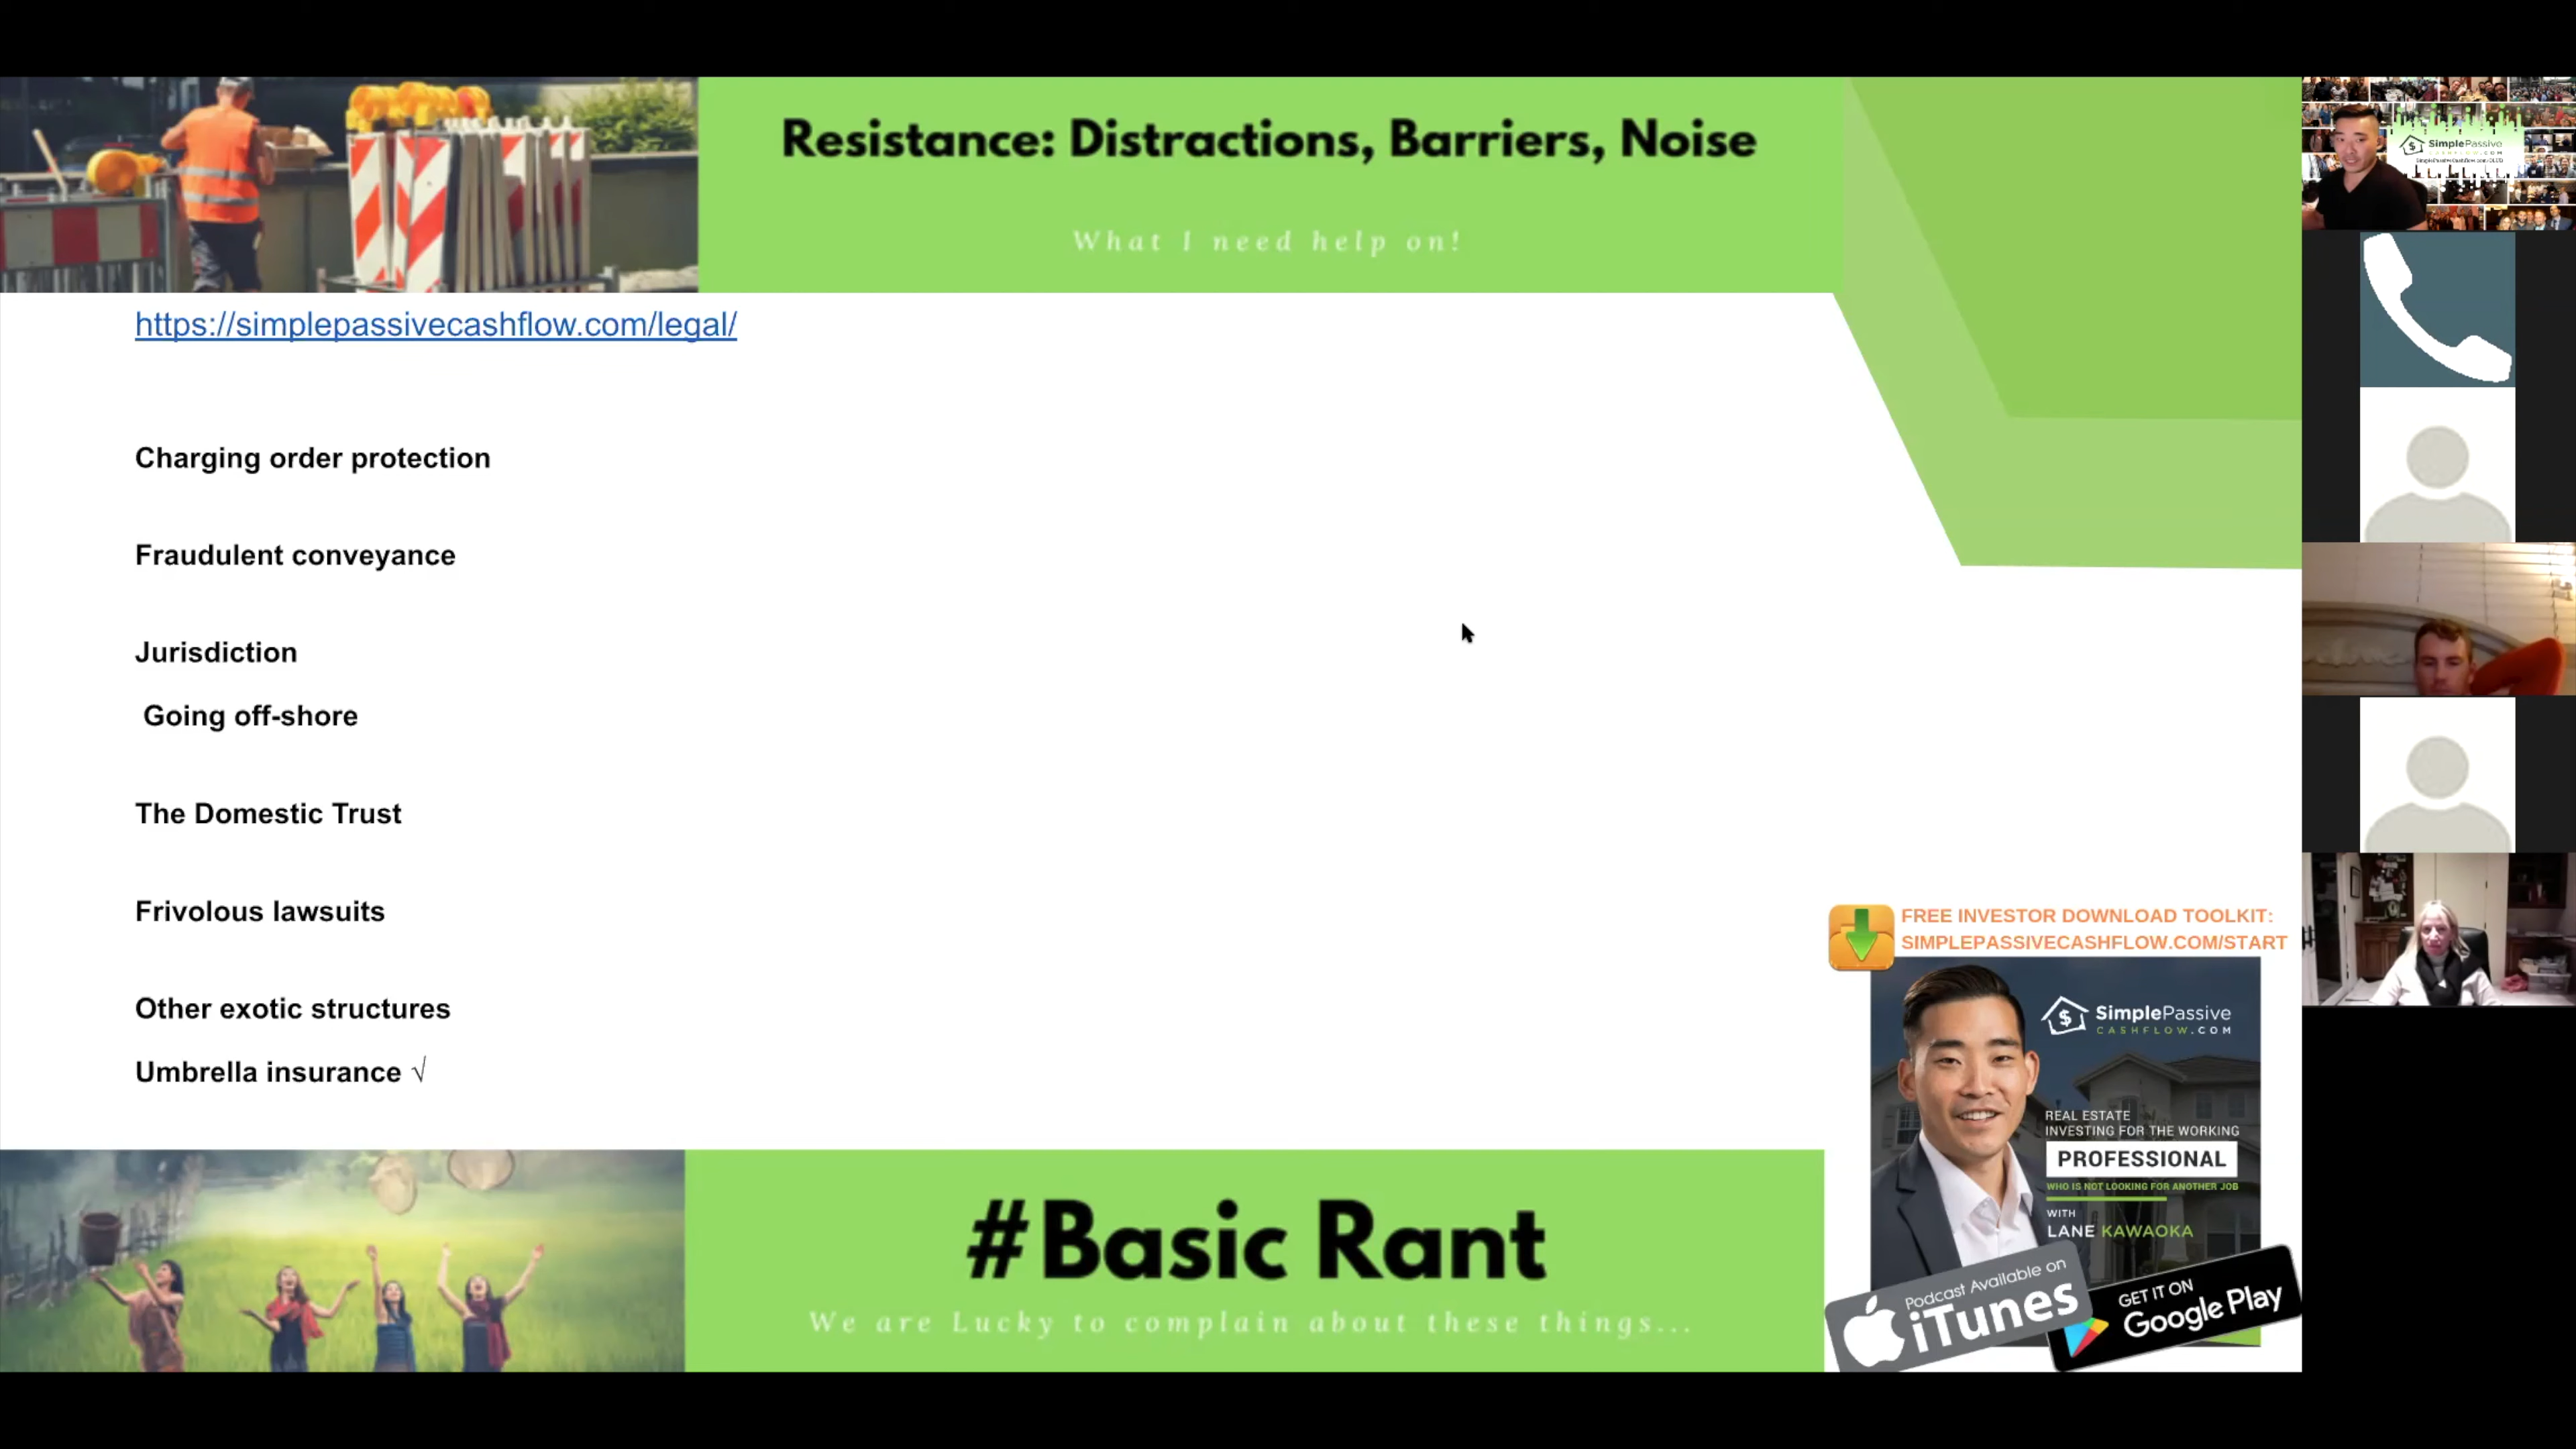 Resistance: Distractions, Barriers, Noise
What I need help on!
SimplePassive
https://simplepassivecashflow.com/legal/
Charging order protection
Fraudulent conveyance
Jurisdiction
Going off-shore
The Domestic Trust
Frivolous lawsuits
Other exotic structures
Umbrella insurance √
FREE INVESTOR DOWNLOAD TOOLKIT:
SIMPLEPASSIVECASHFLOW.COM/START
SimplePassive
CASHFLOW.COM
REAL ESTATE
INVESTING FOR THE WORKING
PROFESSIONAL
WHO IS NOT LOOKING FOR ANOTHER JOB
WITH
LANE KAWAOKA
Podcast Available on
iTunes
GET IT ON
Google Play
#Basic Rant
We are Lucky to complain about these things...